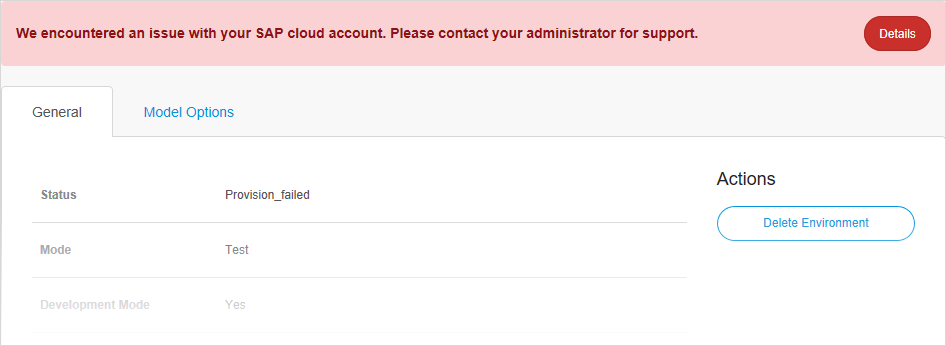 We encountered an issue with your SAP cloud account. Please contact your administrator for support.
Details
General
Model Options
Status
Provision_failed
Actions
Delete Environment
Mode
Test
Development Mode
Yes